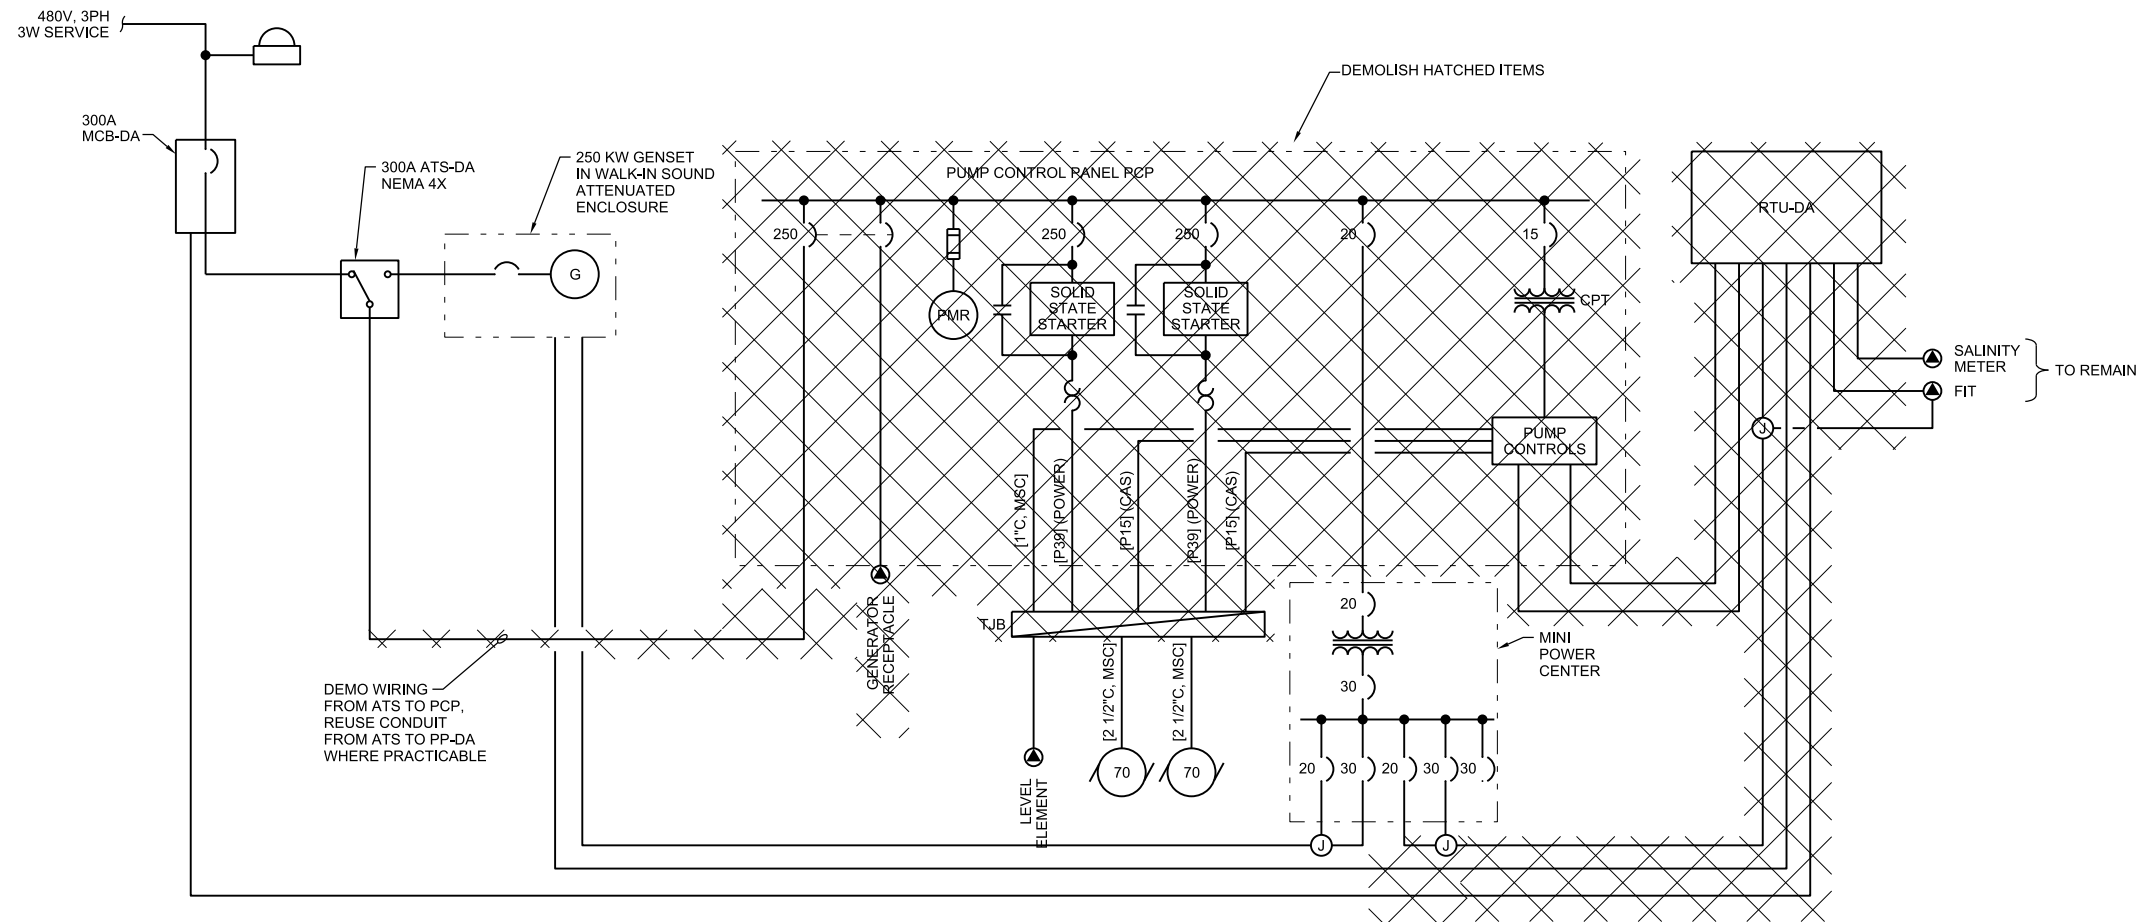 480V, 3PH
3W SERVICE
300A
MCB-DA
300A ATS-DA
NEMA 4X
250 KW GENSET
IN WALK-IN SOUND
ATTENUATED
ENCLOSURE
G
DEMOLISH HATCHED ITEMS
PUMP CONTROL PANEL PCP
250
250
250
20
15
PMR
SOLID
STATE
STARTER
SOLID
STATE
STARTER
CPT
RTU-DA
SALINITY
METER
FIT
TO REMAIN
J
PUMP
CONTROLS
[1"C, MSC]
[P39] (POWER)
[P15] (CAS)
[P39] (POWER)
[P15] (CAS)
GENERATOR
RECEPTACLE
TJB
20
30
MINI
POWER
CENTER
DEMO WIRING
FROM ATS TO PCP,
REUSE CONDUIT
FROM ATS TO PP-DA
WHERE PRACTICABLE
[2 1/2"C, MSC]
[2 1/2"C, MSC]
70
70
LEVEL
ELEMENT
20
30
20
30
30
J
J